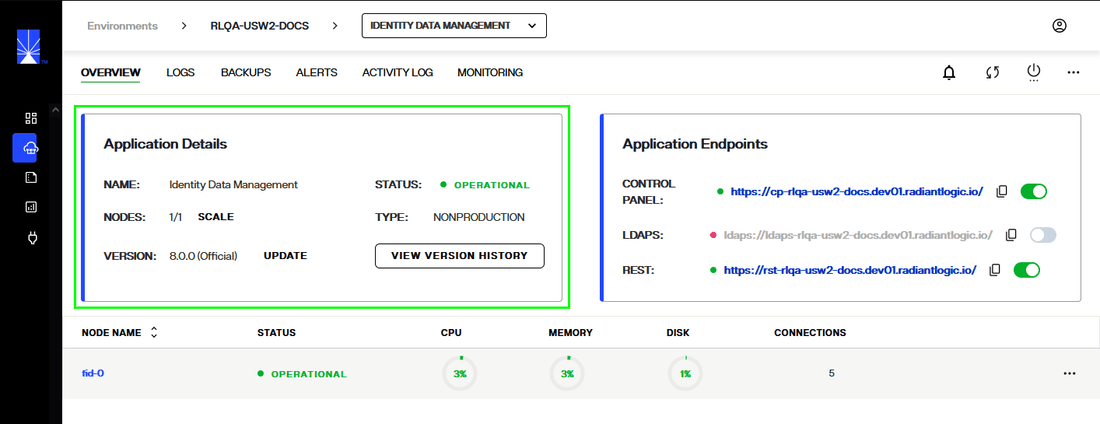 Environments > RLQA-USW2-DOCS > IDENTITY DATA MANAGEMENT
TM
OVERVIEW LOGS BACKUPS ALERTS ACTIVITY LOG MONITORING
Application Details
NAME: Identity Data Management STATUS: OPERATIONAL
NODES: 1/1 SCALE TYPE: NONPRODUCTION
VERSION: 8.0.0 (Official) UPDATE VIEW VERSION HISTORY
Application Endpoints
CONTROL PANEL: https://cp-rlqa-usw2-docs.dev01.radiantlogic.io/
LDAPS: ldaps://ldaps-rlqa-usw2-docs.dev01.radiantlogic.io/
REST: https://rst-rlqa-usw2-docs.dev01.radiantlogic.io/
NODE NAME STATUS CPU MEMORY DISK CONNECTIONS
fid-0 OPERATIONAL 3% 3% 1% 5